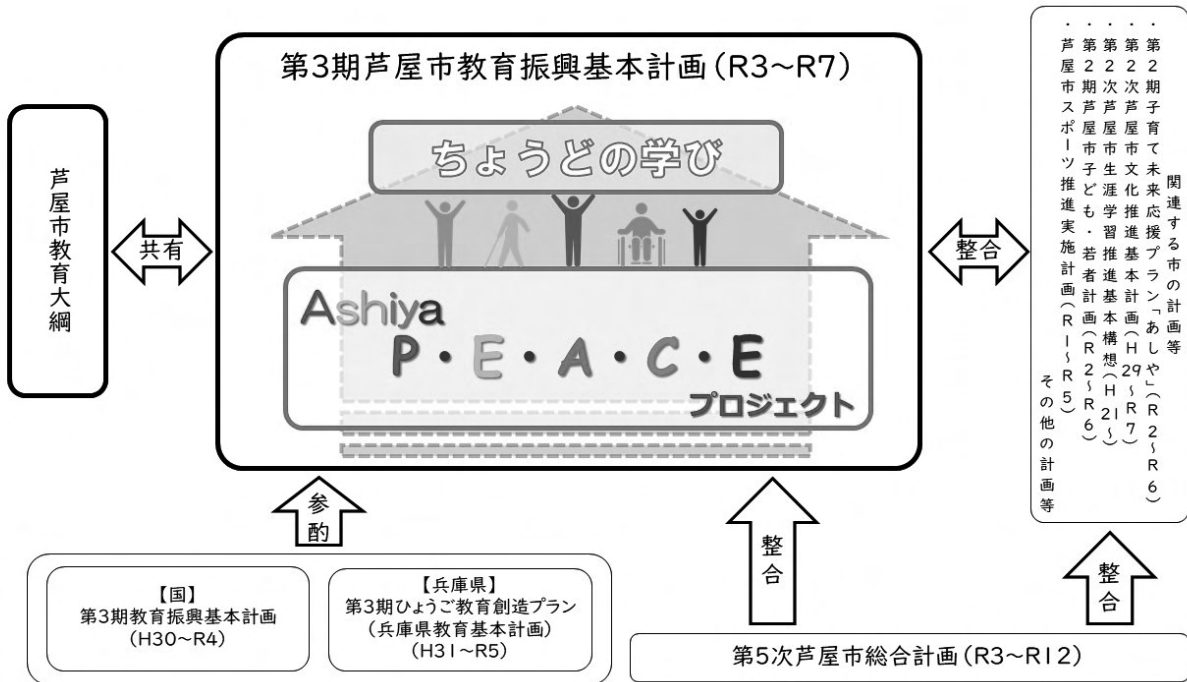 第3期芦屋市教育振興基本計画(R3～R7)
ちょうどの学び
Ashiya
P・E・A・C・E
プロジェクト
芦屋市教育大綱
共有
整合
関連する市の計画等
・第2期子育て未来応援プラン「あしや」(R2～R6)
・第2次芦屋市文化推進基本計画(H29～R7)
・第2次芦屋市生涯学習推進基本構想(H21～)
・第2期芦屋市子ども・若者計画(R2～R6)
・芦屋市スポーツ推進実施計画(R1～R5)
その他の計画等
参酌
整合
整合
【国】
第3期教育振興基本計画
(H30～R4)
【兵庫県】
第3期ひょうご教育創造プラン
(兵庫県教育基本計画)
(H31～R5)
第5次芦屋市総合計画(R3～R12)